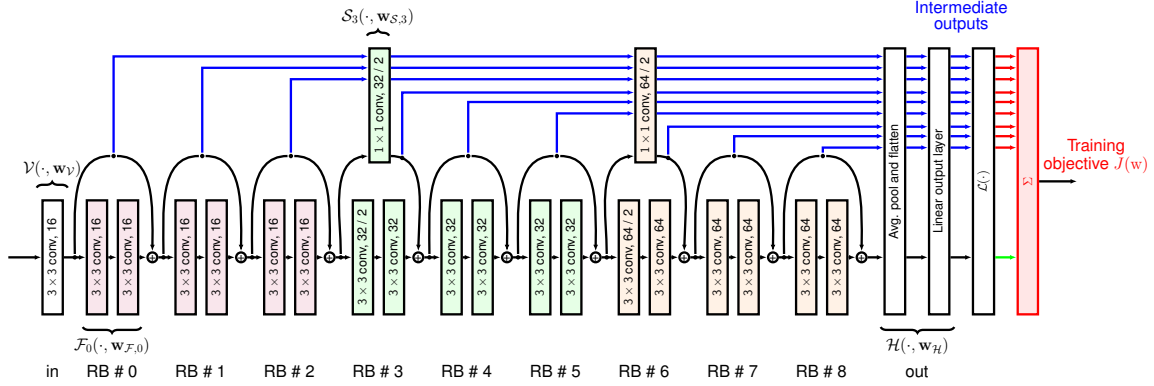 Intermediate
outputs
𝒮₃(·, w_𝒮,₃)
1 × 1 conv, 32 / 2
1 × 1 conv, 64 / 2
𝒱(·, w_𝒱)
3 × 3 conv, 16
3 × 3 conv, 16
3 × 3 conv, 16
3 × 3 conv, 16
3 × 3 conv, 16
3 × 3 conv, 16
3 × 3 conv, 16
3 × 3 conv, 32 / 2
3 × 3 conv, 32
3 × 3 conv, 32
3 × 3 conv, 32
3 × 3 conv, 32
3 × 3 conv, 32
3 × 3 conv, 64 / 2
3 × 3 conv, 64
3 × 3 conv, 64
3 × 3 conv, 64
3 × 3 conv, 64
3 × 3 conv, 64
Avg. pool and flatten
Linear output layer
ℒ(·)
Σ
Training
objective J(w)
ℱ₀(·, w_ℱ,₀)
ℋ(·, w_ℋ)
in RB # 0 RB # 1 RB # 2 RB # 3 RB # 4 RB # 5 RB # 6 RB # 7 RB # 8 out